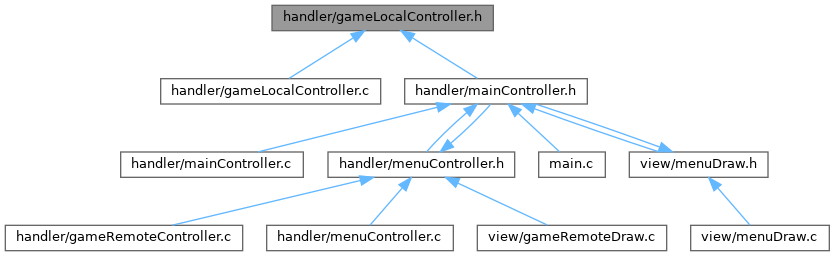 handler/gameLocalController.h
handler/gameLocalController.c
handler/mainController.h
handler/mainController.c
handler/menuController.h
main.c
view/menuDraw.h
handler/gameRemoteController.c
handler/menuController.c
view/gameRemoteDraw.c
view/menuDraw.c